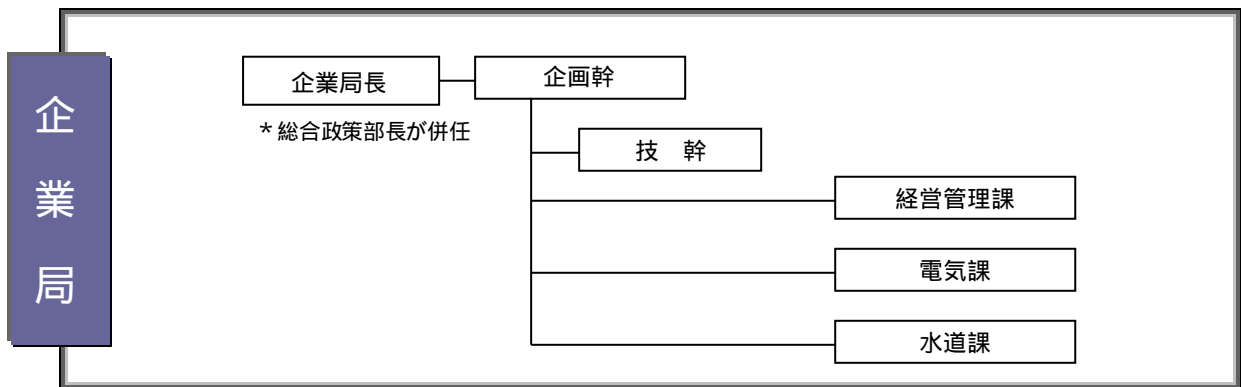 企業局
企業局長
企画幹
*総合政策部長が併任
技　幹
経営管理課
電気課
水道課